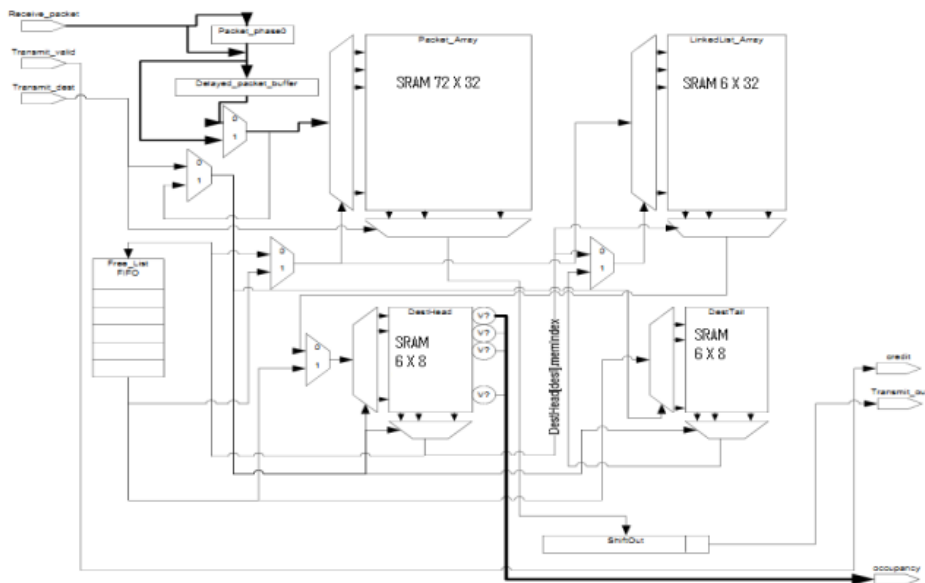 Receive_packet
Packet_phase0
Transmit_valid
Transmit_dest
Delayed_packet_buffer
0
1
0
1
Packet_Array
SRAM 72 X 32
LinkedList_Array
SRAM 6 X 32
0
1
0
1
Free_List
FIFO
DestHead
SRAM
6 X 8
V?
V?
V?
V?
0
1
DestHead[dest].memIndex
DestTail
SRAM
6 X 8
credit
Transmit_ou
ShiftOut
occupancy